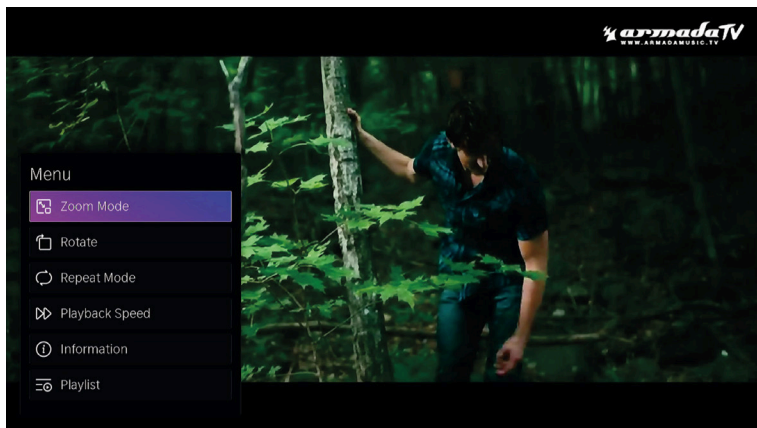 armadaTV
WWW.ARMADAMUSIC.TV
Menu
Zoom Mode
Rotate
Repeat Mode
Playback Speed
Information
Playlist